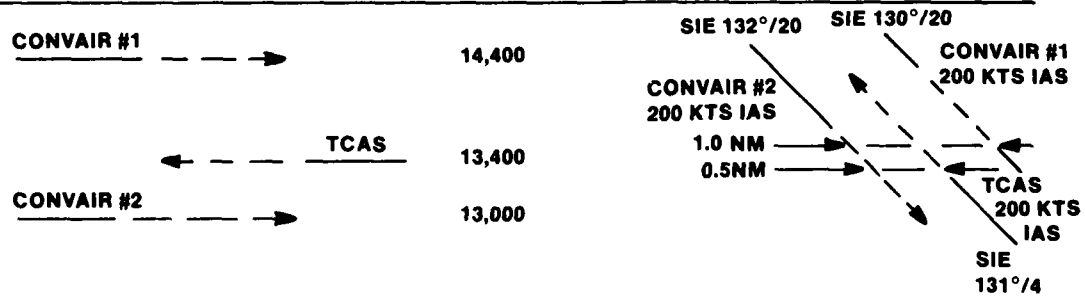 CONVAIR #1
14,400
TCAS
13,400
CONVAIR #2
13,000
SIE 132°/20
SIE 130°/20
CONVAIR #1
200 KTS IAS
CONVAIR #2
200 KTS IAS
1.0 NM
0.5NM
TCAS
200 KTS
IAS
SIE
131°/4